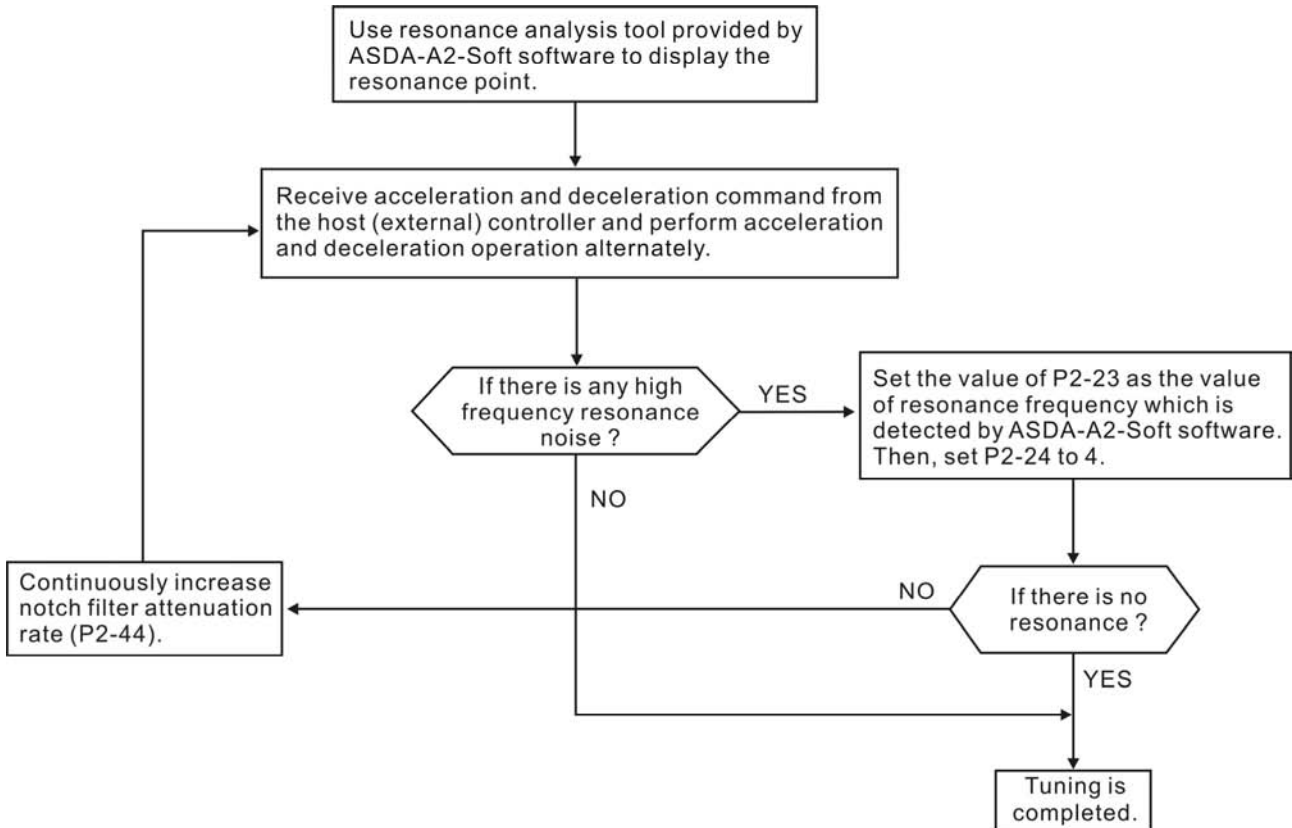 Use resonance analysis tool provided by
ASDA-A2-Soft software to display the
resonance point.
Receive acceleration and deceleration command from
the host (external) controller and perform acceleration
and deceleration operation alternately.
If there is any high
frequency resonance
noise ?
YES
Set the value of P2-23 as the value
of resonance frequency which is
detected by ASDA-A2-Soft software.
Then, set P2-24 to 4.
NO
Continuously increase
notch filter attenuation
rate (P2-44).
NO
If there is no
resonance ?
YES
Tuning is
completed.